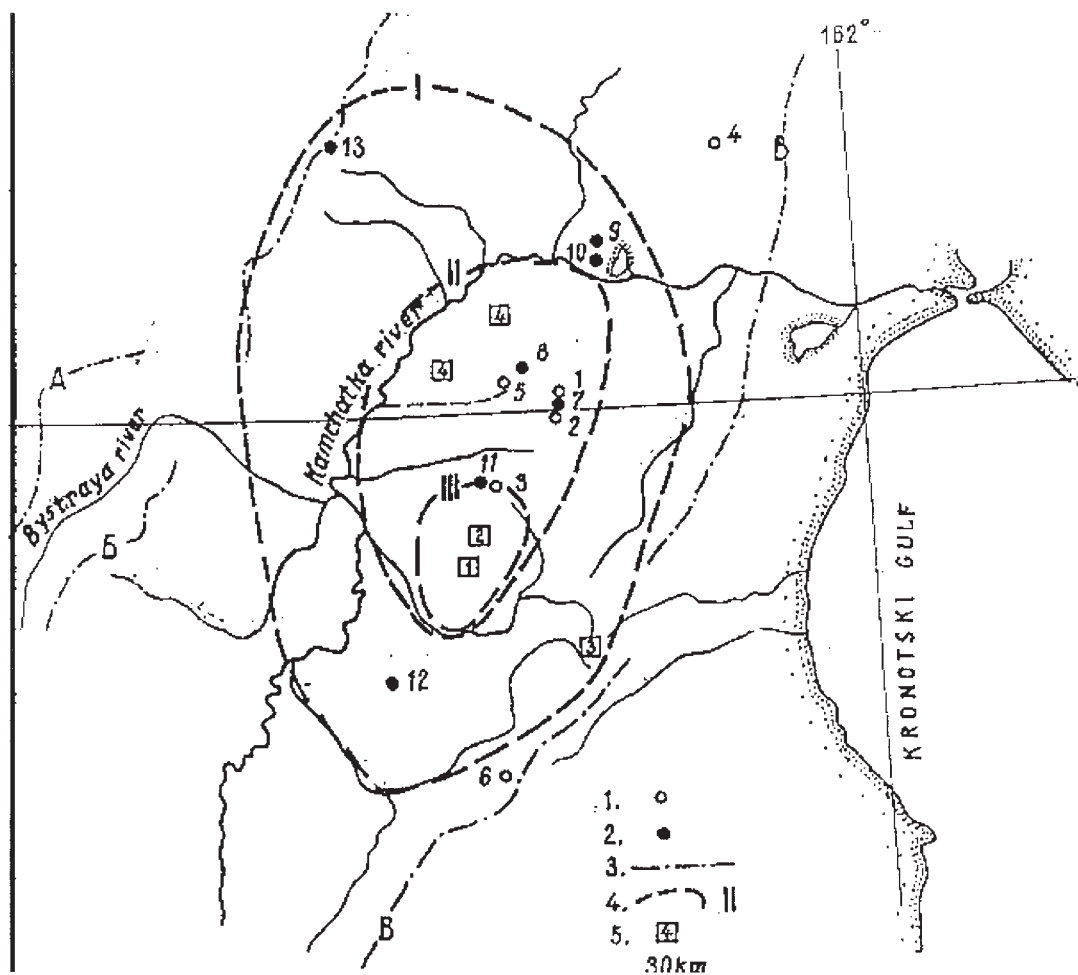 162°
I
4
В
13
9
10
II
4
8
4
5
1
7
2
А
Kamchatka river
Bystraya river
11
3
III
Б
2
1
3
12
6
KRONOTSKI GULF
В
1.
2.
3.
4. II
5. 4
30km